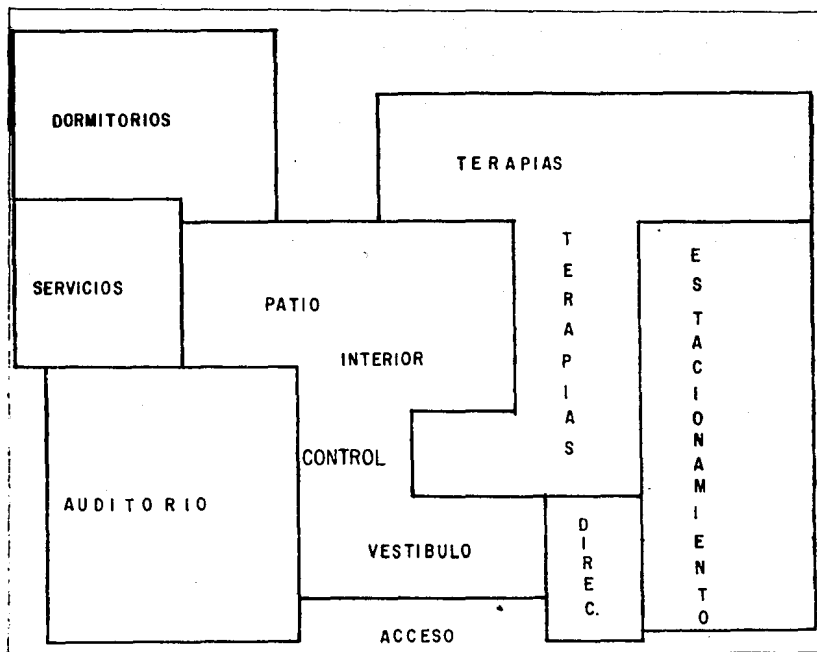 DORMITORIOS
TERAPIAS
TERAPIAS
ESTACIONAMIENTO
SERVICIOS
PATIO
INTERIOR
CONTROL
AUDITORIO
VESTIBULO
DIREC.
ACCESO